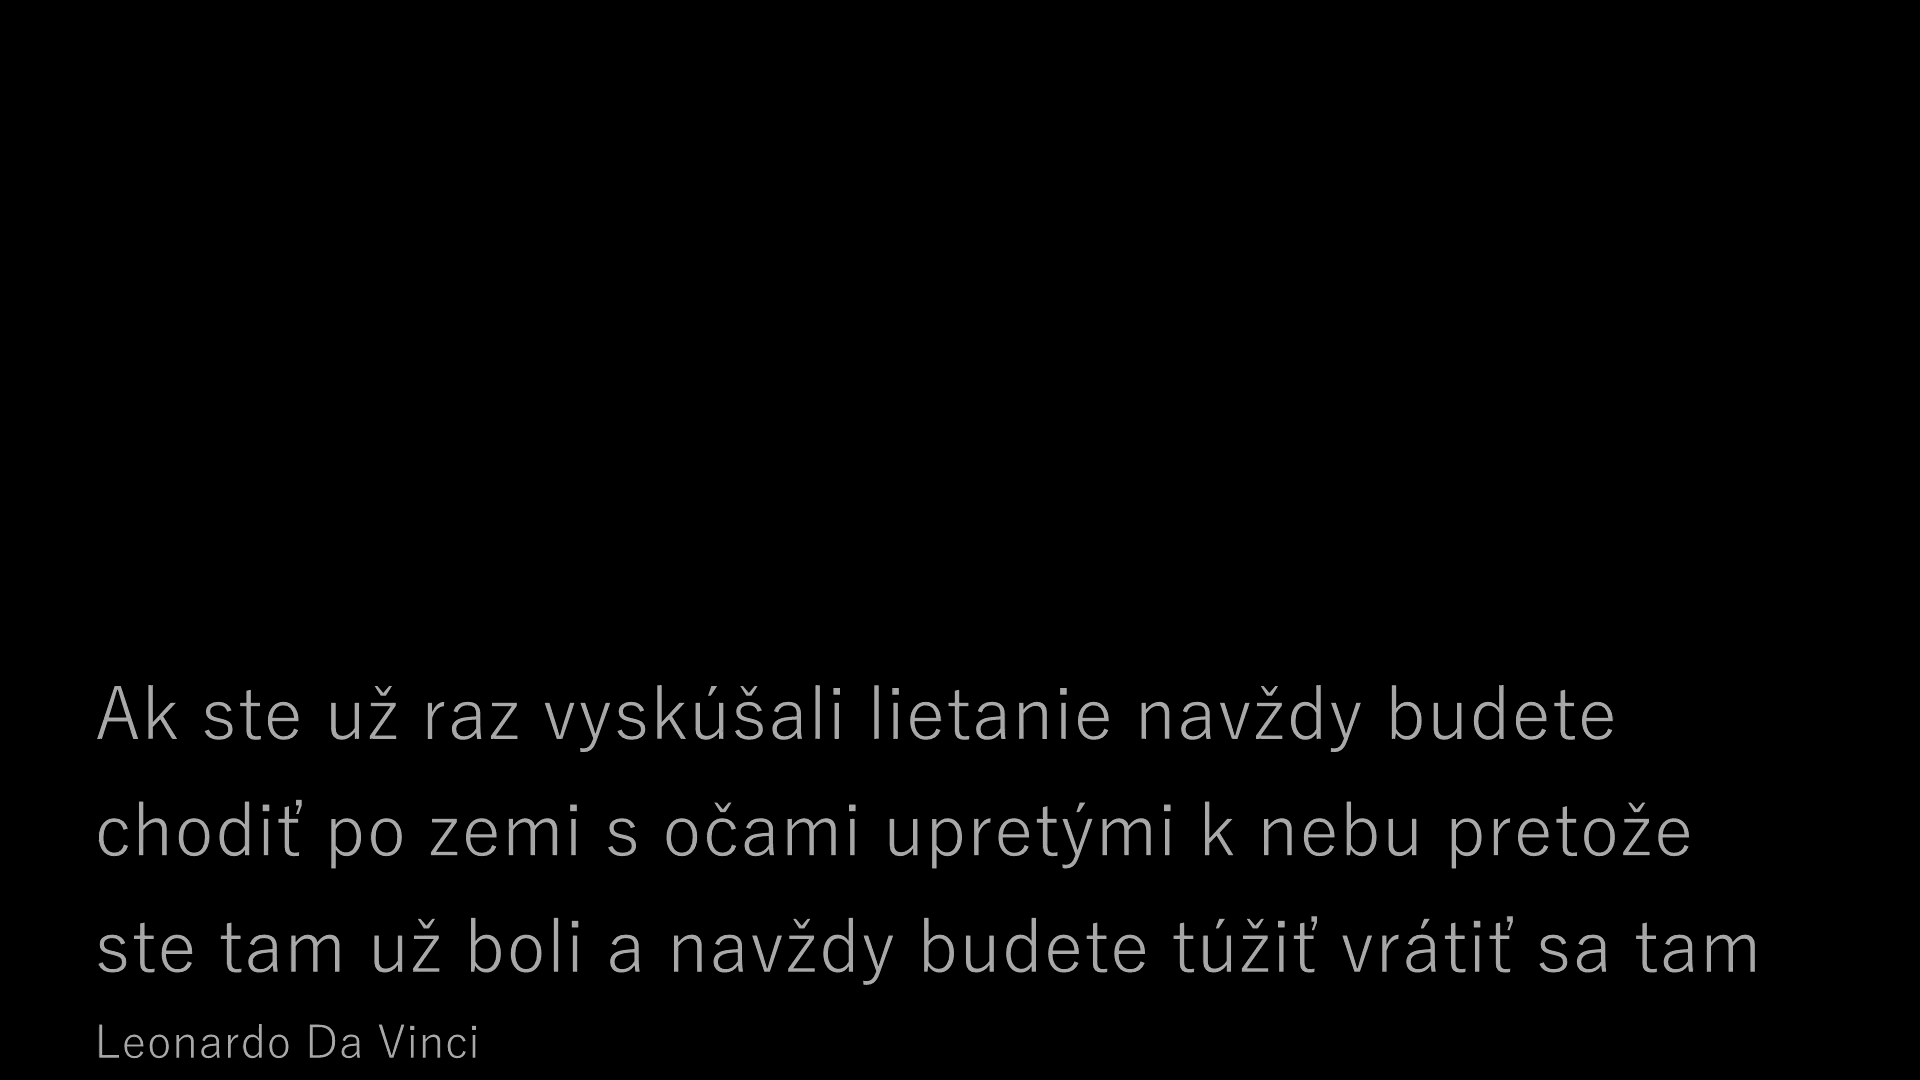 Ak ste už raz vyskúšali lietanie navždy budete
chodiť po zemi s očami upretými k nebu pretože
ste tam už boli a navždy budete túžiť vrátiť sa tam
Leonardo Da Vinci